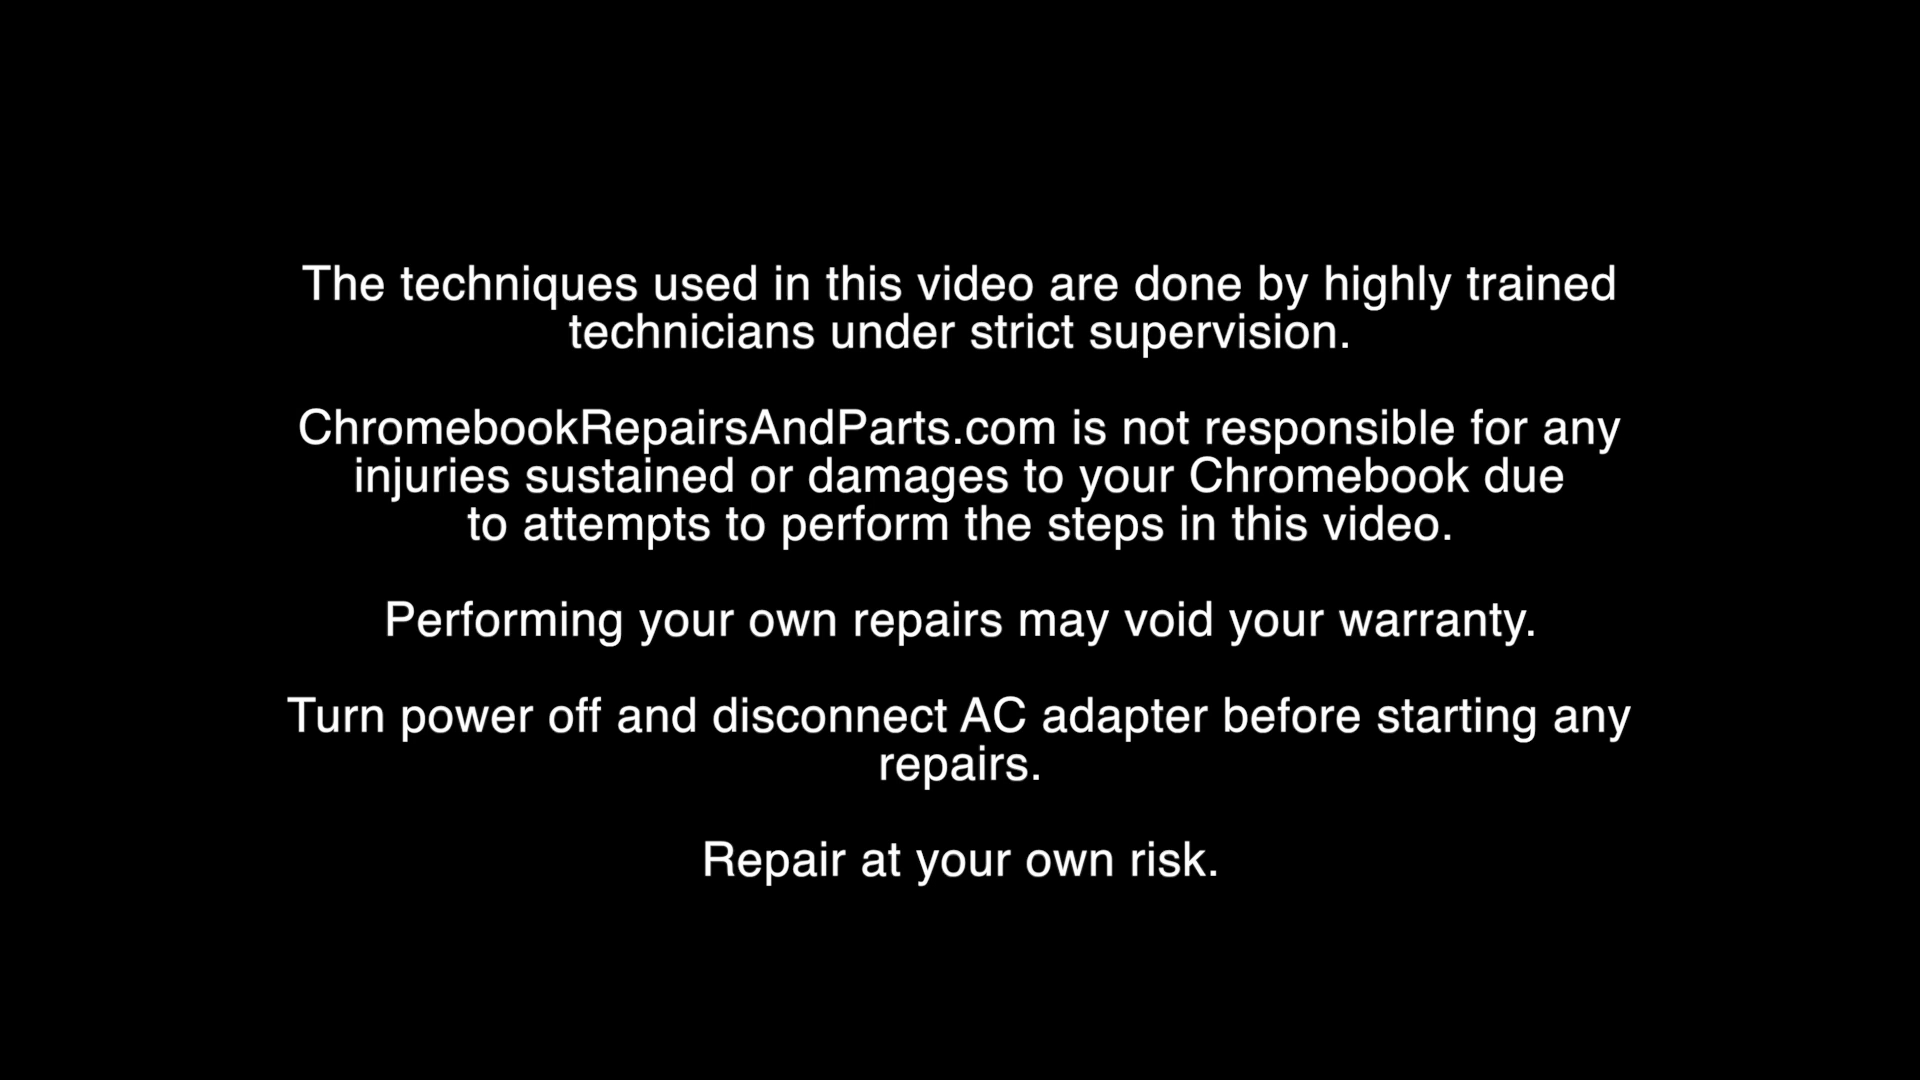 The techniques used in this video are done by highly trained
technicians under strict supervision.
ChromebookRepairsAndParts.com is not responsible for any
injuries sustained or damages to your Chromebook due
to attempts to perform the steps in this video.
Performing your own repairs may void your warranty.
Turn power off and disconnect AC adapter before starting any
repairs.
Repair at your own risk.